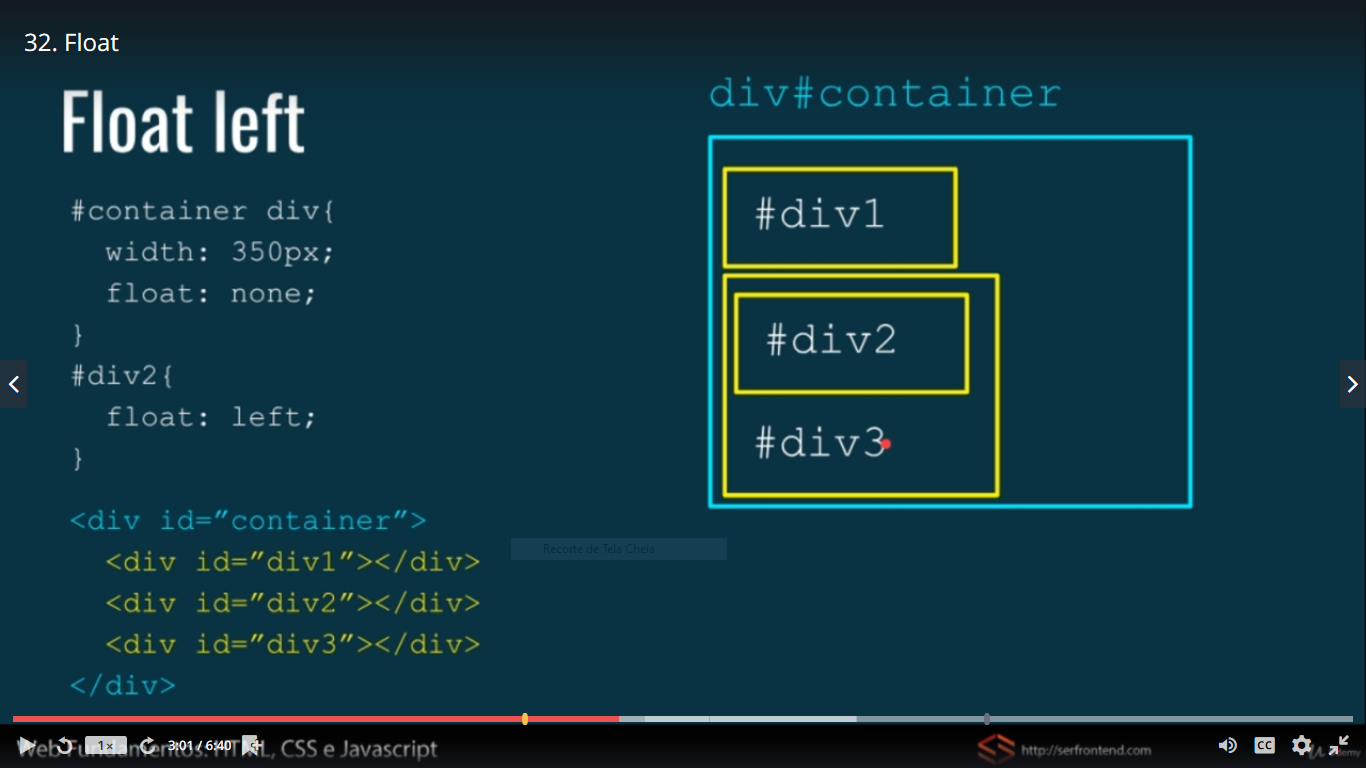 32. Float
Float left
#container div{
width: 350px;
float: none;
}
#div2{
float: left;
}
<div id=”container”>
<div id=”div1”></div>
<div id=”div2”></div>
<div id=”div3”></div>
</div>
div#container
#div1
#div2
#div3
Recorte de Tela Cheia
Web Fundamentos: HTML, CSS e Javascript
1x
3:01 / 6:40
http://serfrontend.com
CC